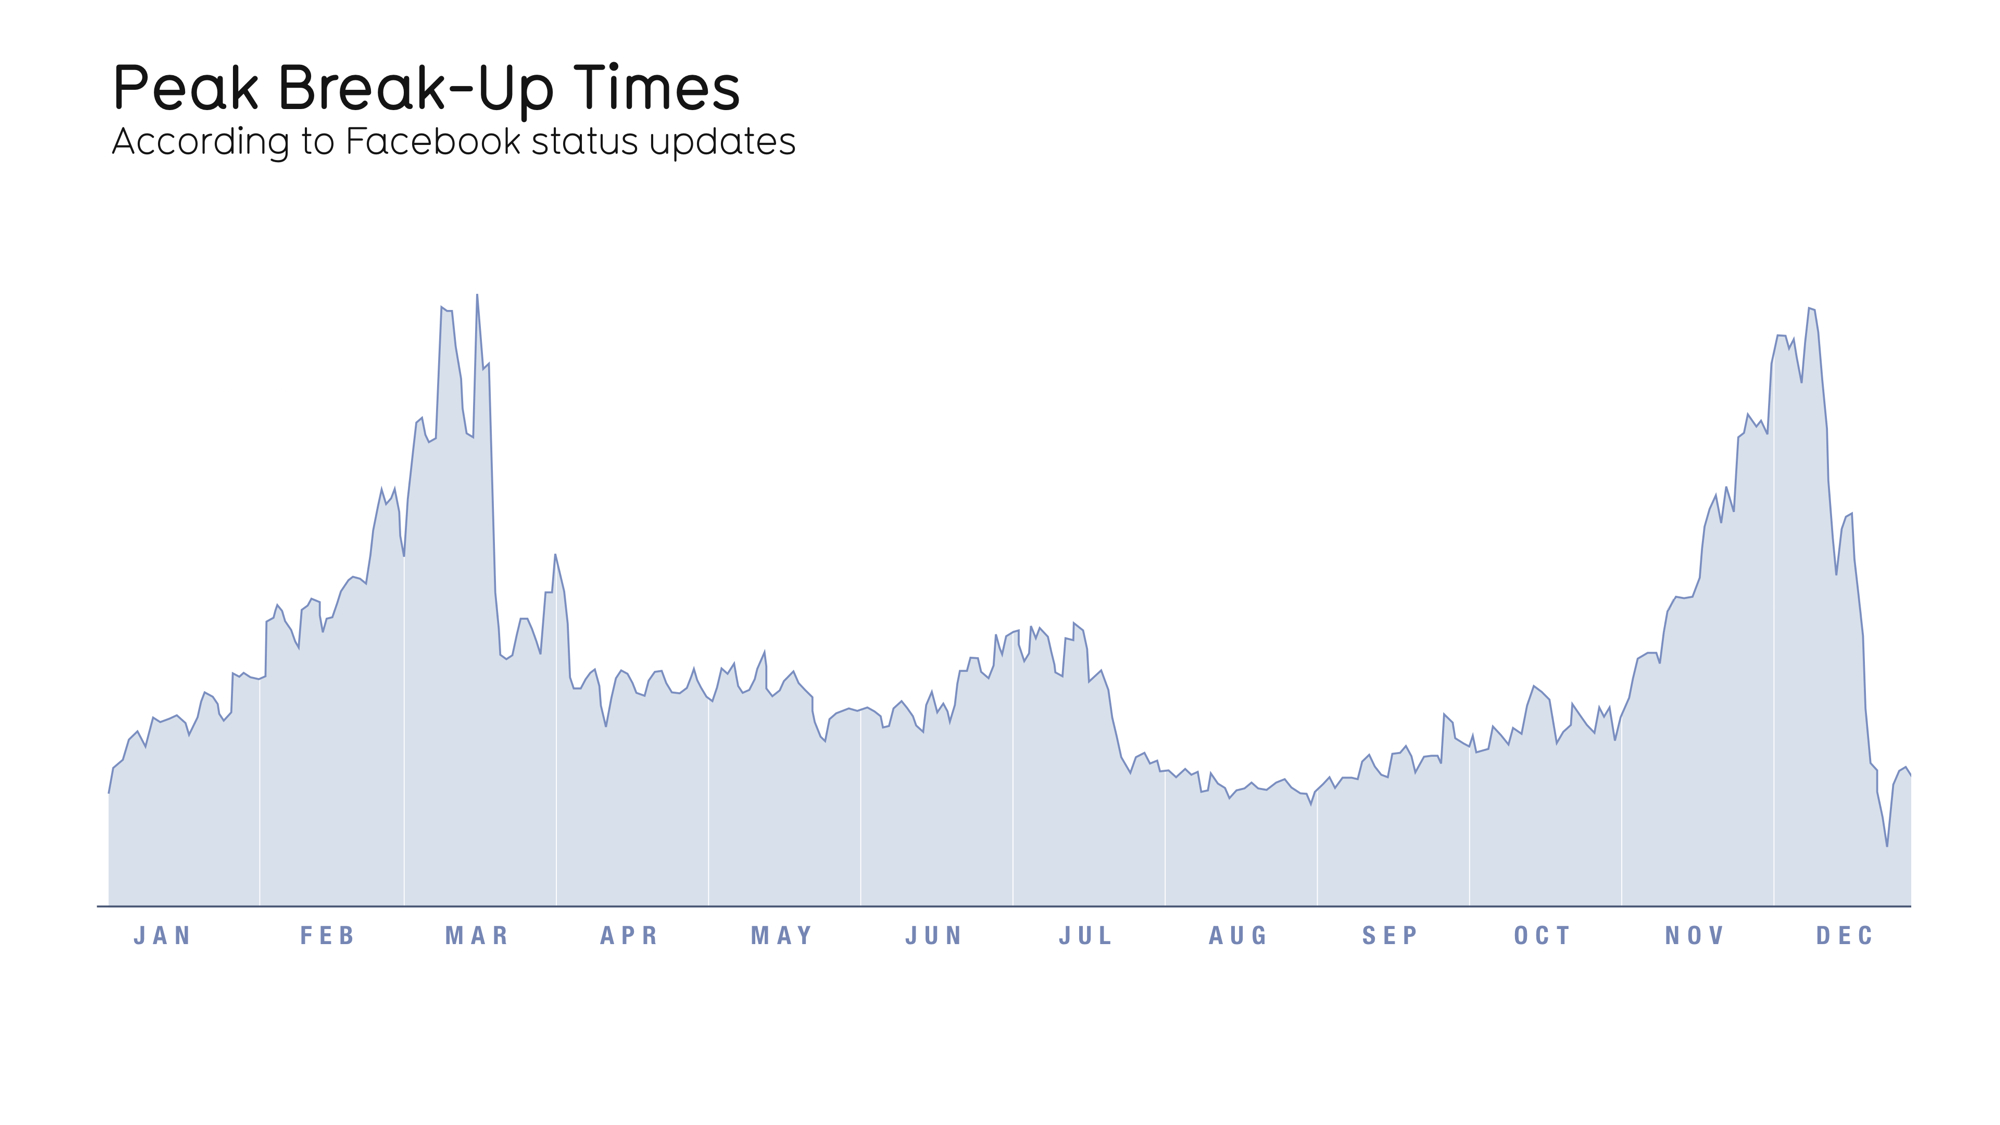 Peak Break-Up Times
According to Facebook status updates
JAN FEB MAR APR MAY JUN JUL AUG SEP OCT NOV DEC